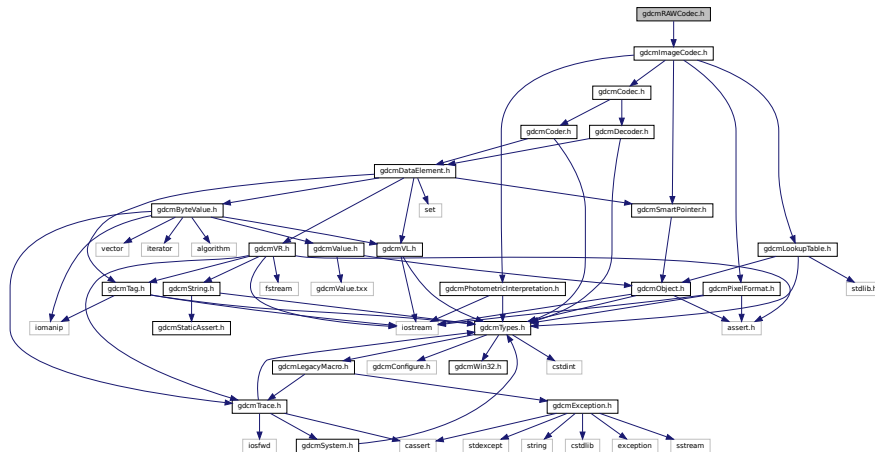 gdcmRAWCodec.h
gdcmImageCodec.h
gdcmCodec.h
gdcmCoder.h
gdcmDecoder.h
gdcmDataElement.h
gdcmByteValue.h
set
gdcmSmartPointer.h
vector
iterator
algorithm
gdcmVR.h
gdcmValue.h
gdcmVL.h
gdcmLookupTable.h
gdcmTag.h
gdcmString.h
fstream
gdcmValue.txx
gdcmPhotometricInterpretation.h
gdcmObject.h
gdcmPixelFormat.h
stdlib.h
iomanip
gdcmStaticAssert.h
iostream
gdcmTypes.h
assert.h
gdcmLegacyMacro.h
gdcmConfigure.h
gdcmWin32.h
cstdint
gdcmTrace.h
gdcmException.h
iosfwd
gdcmSystem.h
cassert
stdexcept
string
cstdlib
exception
sstream